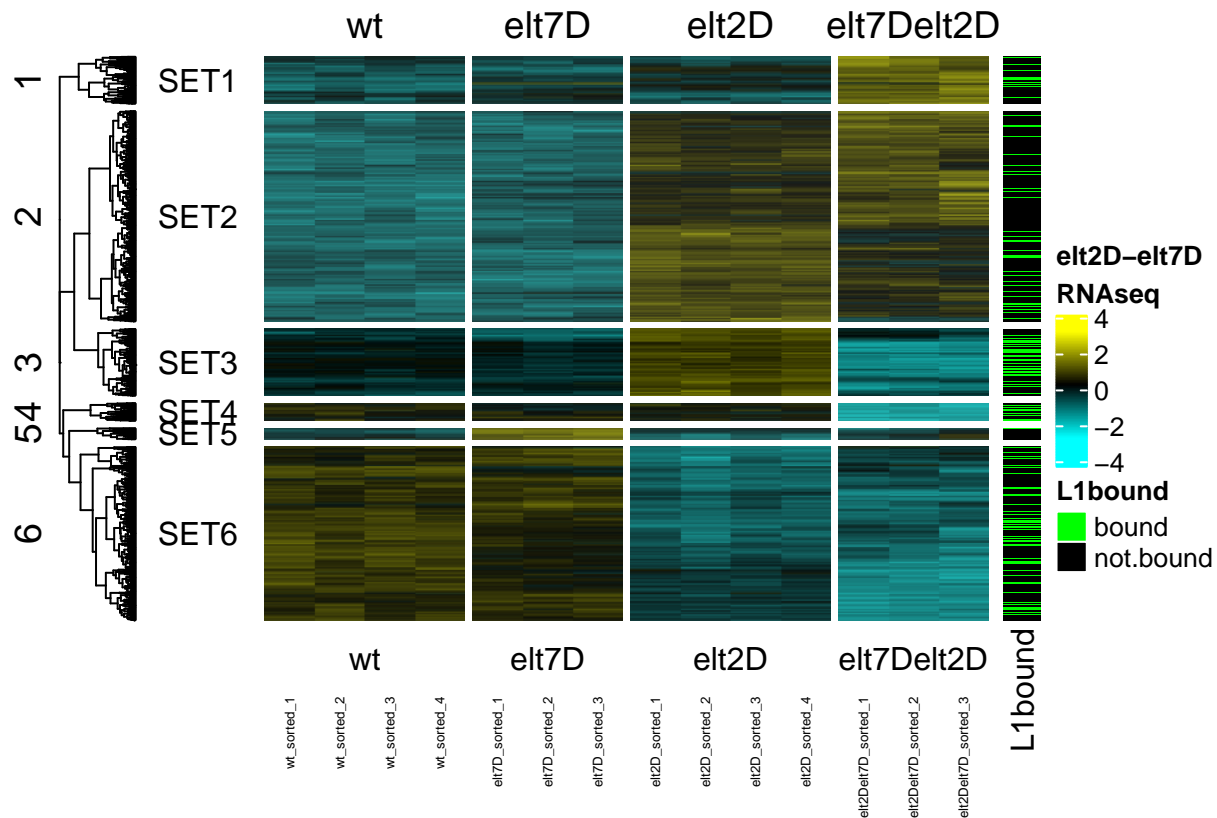 wt elt7D elt2D elt7Delt2D
1 SET1
2 SET2
3 SET3
4 SET4
5 SET5
6 SET6
elt2D−elt7D
RNAseq
4
2
0
−2
−4
L1bound
bound
not.bound
wt elt7D elt2D elt7Delt2D
L1bound
wt_sorted_1
wt_sorted_2
wt_sorted_3
wt_sorted_4
elt7D_sorted_1
elt7D_sorted_2
elt7D_sorted_3
elt2D_sorted_1
elt2D_sorted_2
elt2D_sorted_3
elt2D_sorted_4
elt2Delt7D_sorted_1
elt2Delt7D_sorted_2
elt2Delt7D_sorted_3